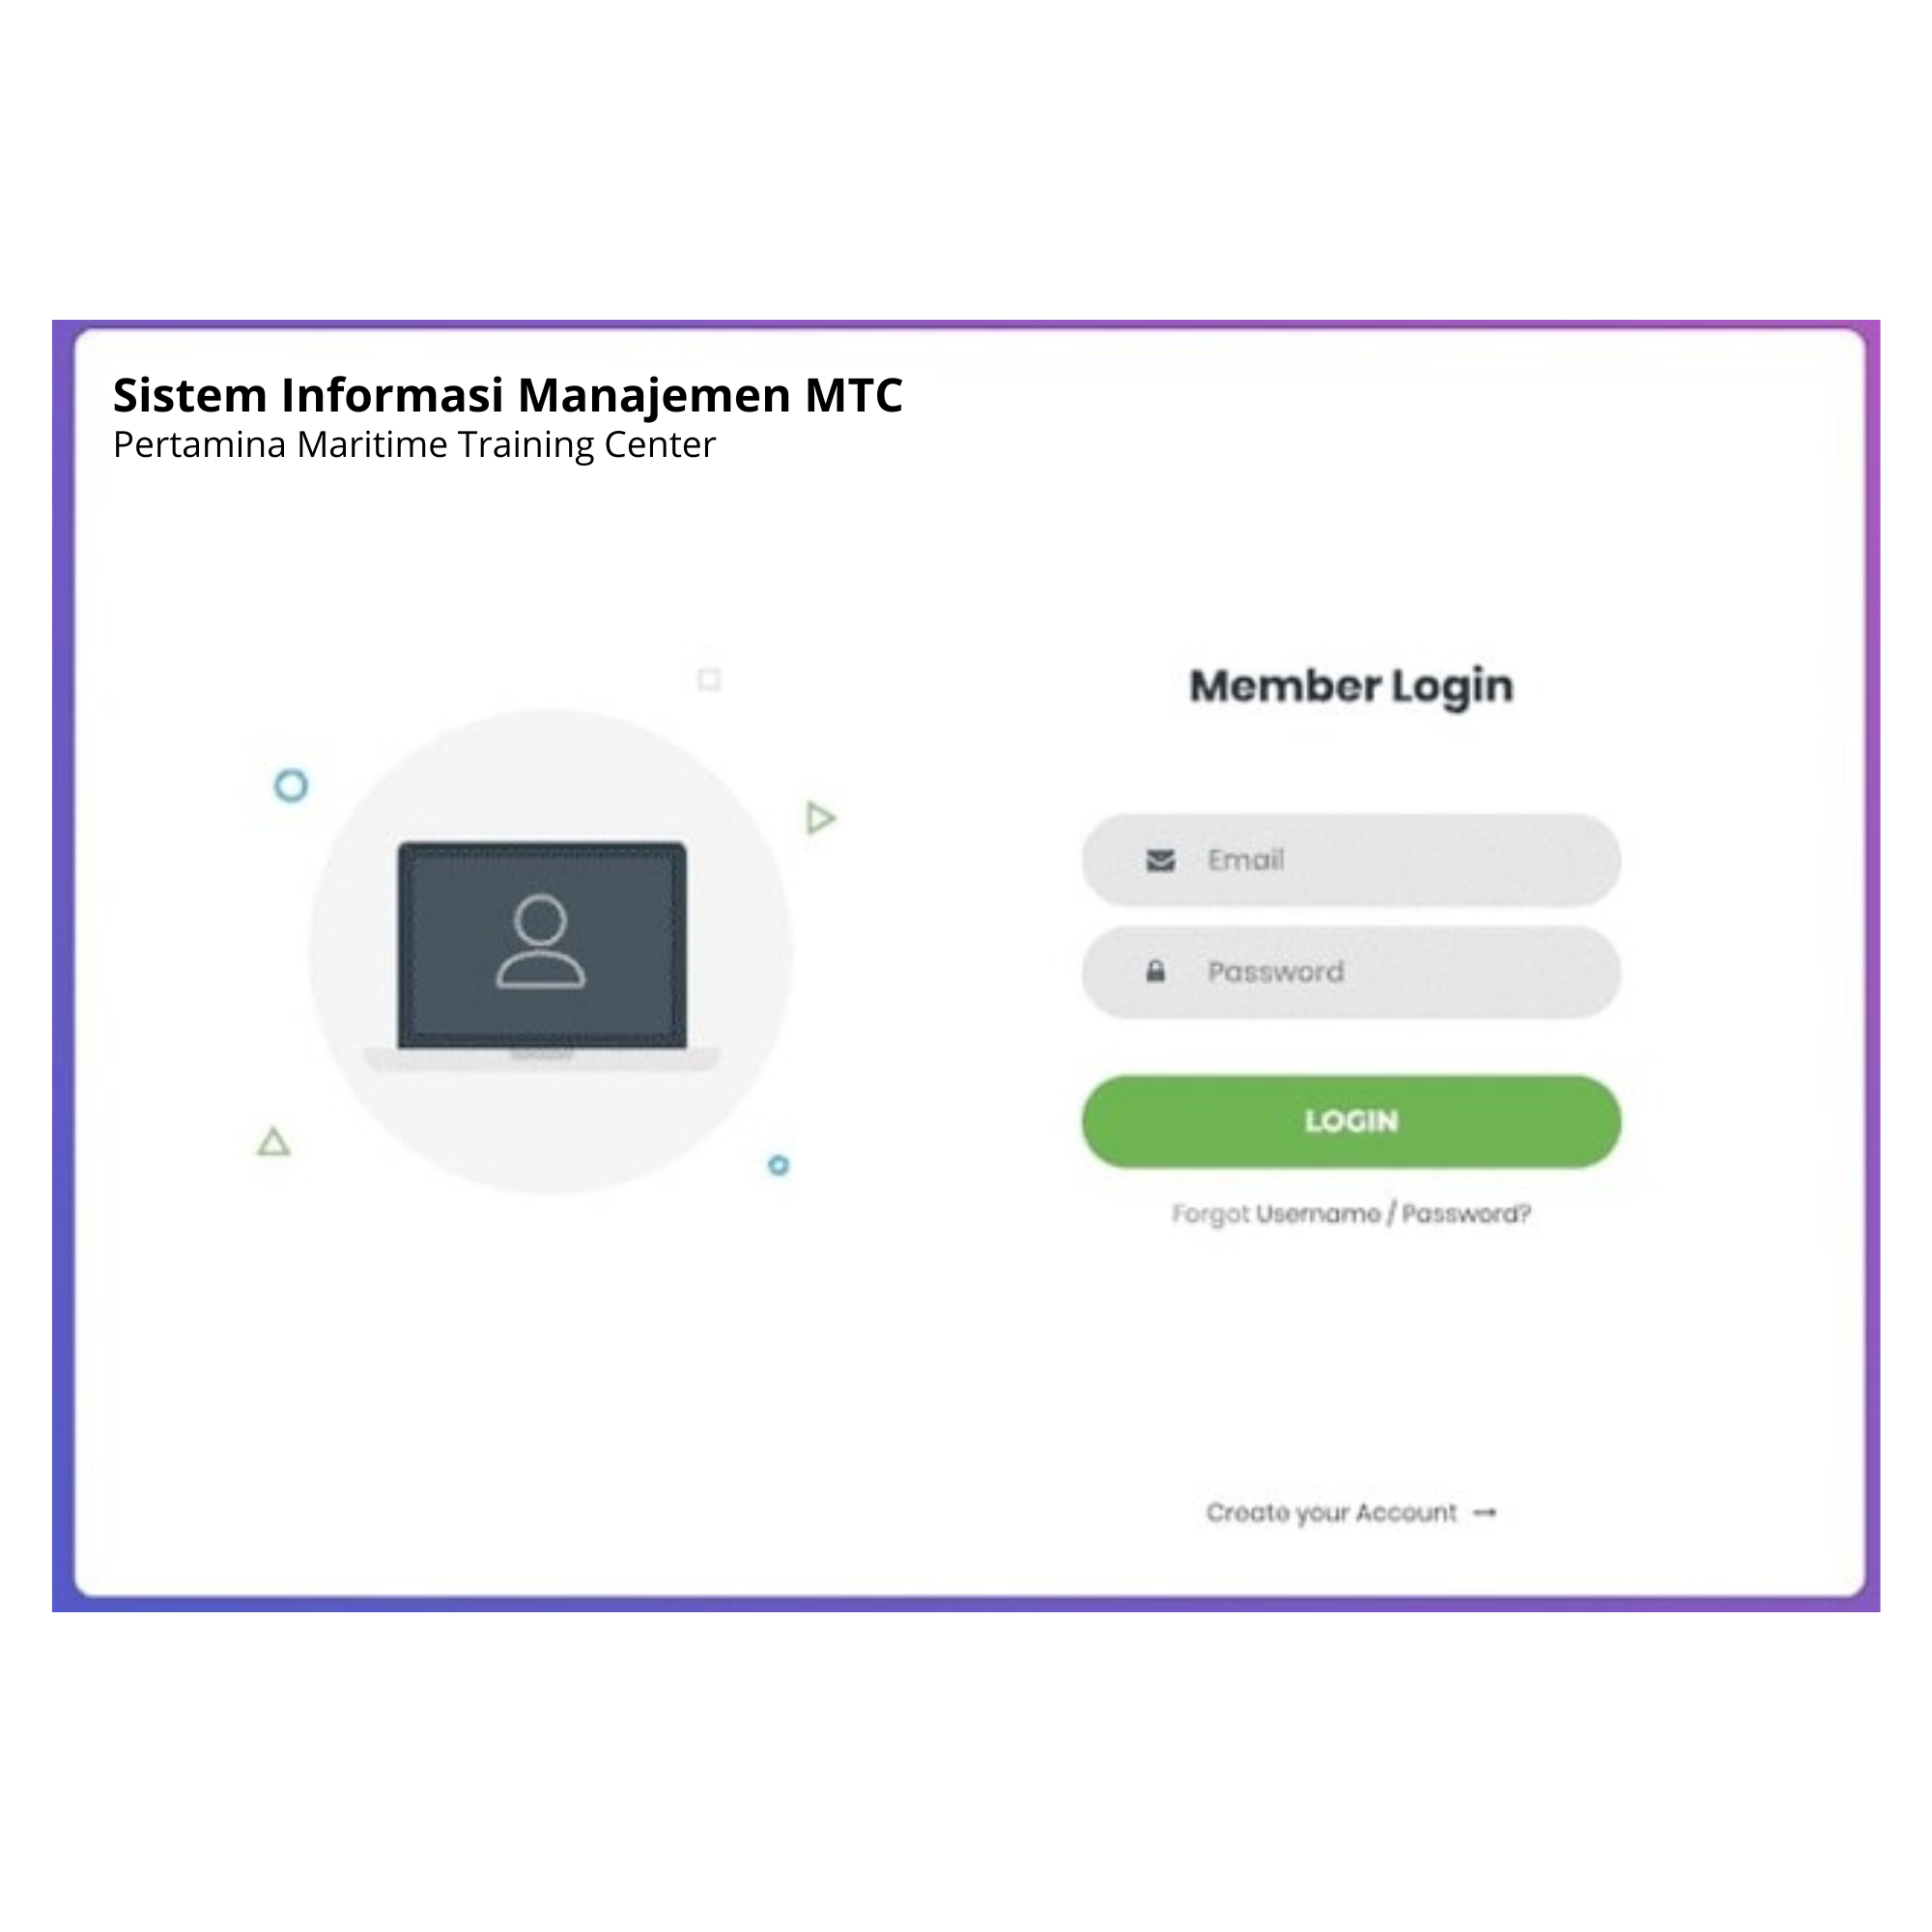 Sistem Informasi Manajemen MTC
Pertamina Maritime Training Center
Member Login
Email
Password
LOGIN
Forgot Username / Password?
Create your Account →